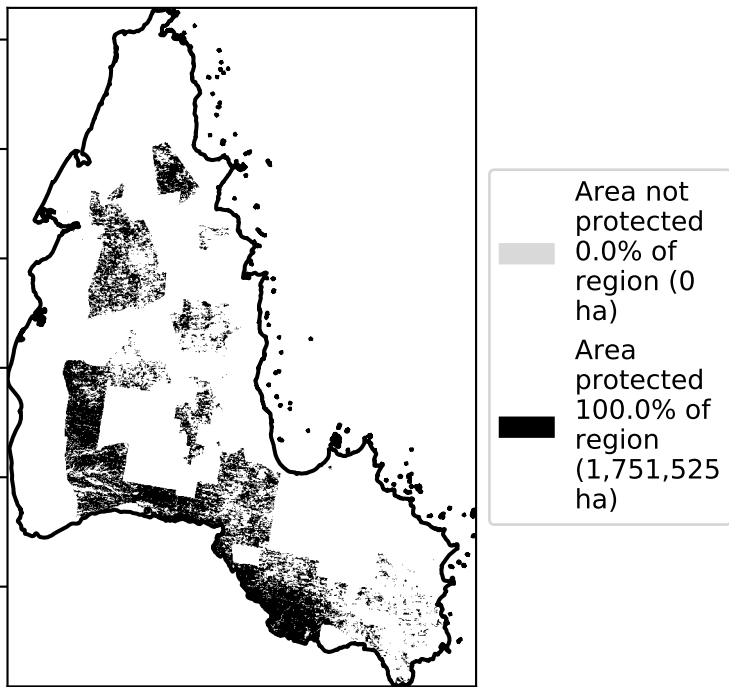 Area not
protected
0.0% of
region (0
ha)
Area
protected
100.0% of
region
(1,751,525
ha)